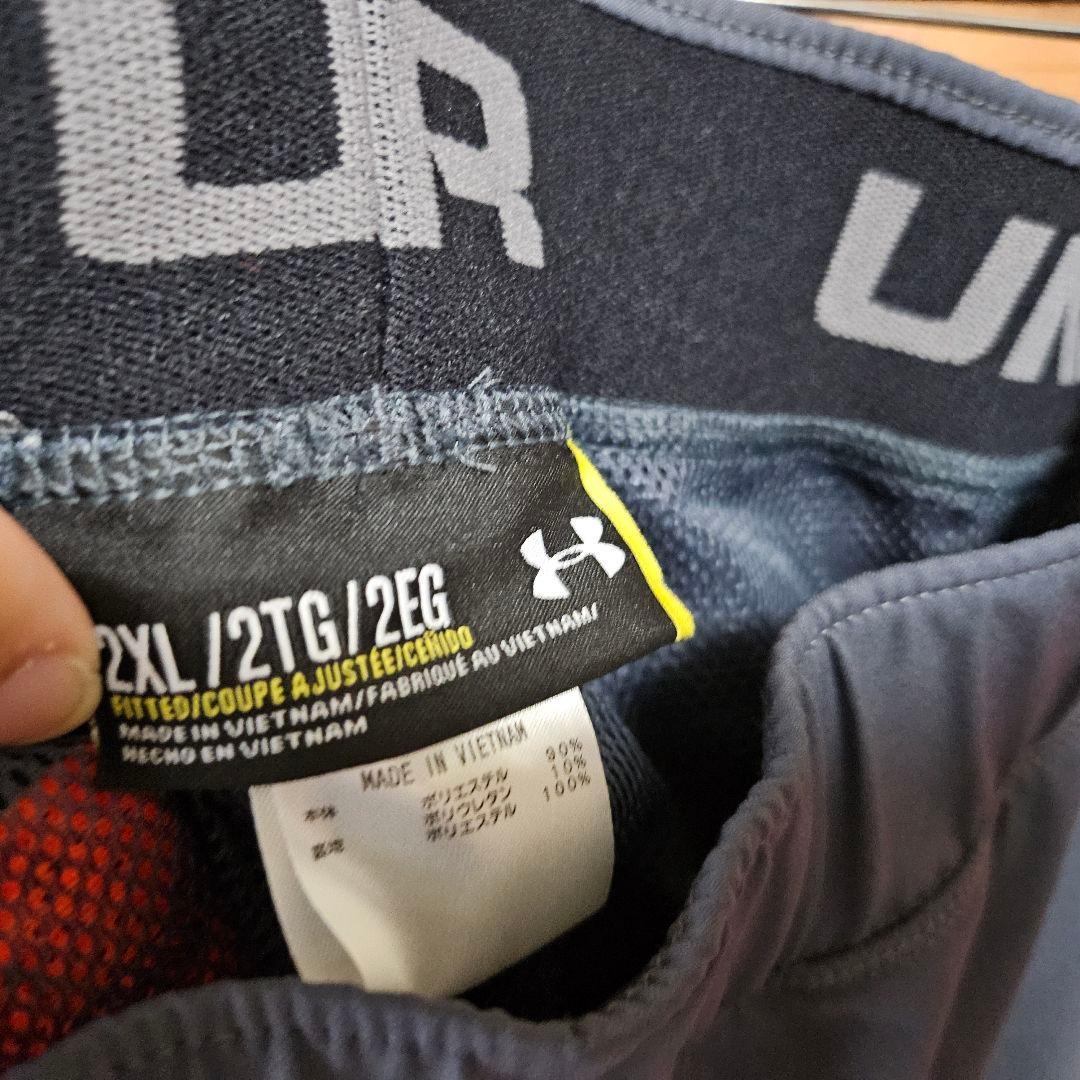 UR
UN
2XL/2TG/2EG
FITTED/COUPE AJUSTÉE/CEÑIDO
MADE IN VIETNAM/FABRIQUÉ AU VIETNAM/
HECHO EN VIETNAM
MADE IN VIETNAM
本体 ポリエステル 90%
ポリウレタン 10%
裏地 ポリエステル 100%